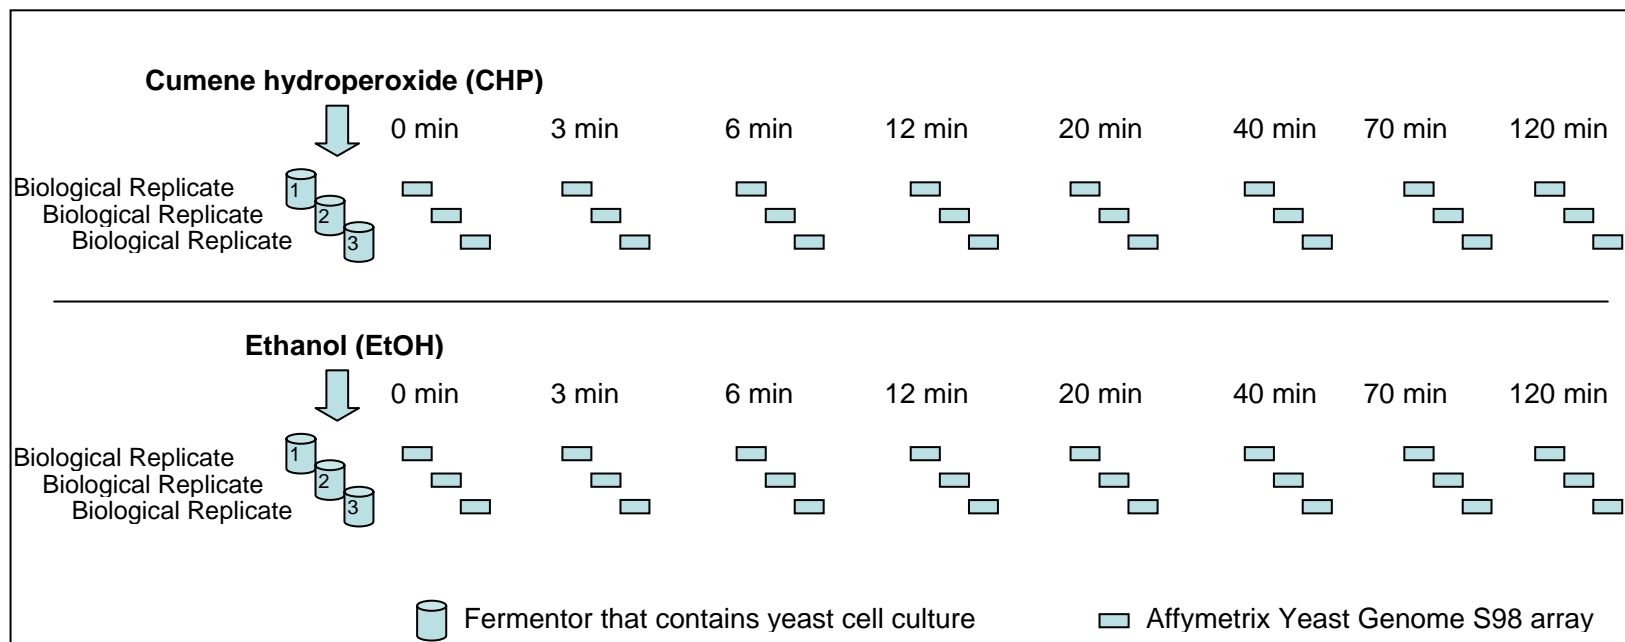 Cumene hydroperoxide (CHP)
0 min 3 min 6 min 12 min 20 min 40 min 70 min 120 min
Biological Replicate 1
Biological Replicate 2
Biological Replicate 3
Ethanol (EtOH)
0 min 3 min 6 min 12 min 20 min 40 min 70 min 120 min
Biological Replicate 1
Biological Replicate 2
Biological Replicate 3
Fermentor that contains yeast cell culture Affymetrix Yeast Genome S98 array